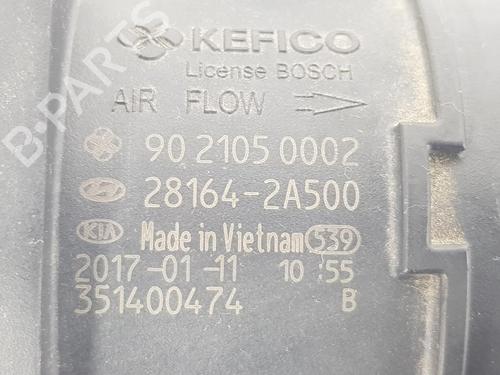 KEFICO
License BOSCH
AIR FLOW
90 2105 0002
28164-2A500
KIA Made in Vietnam 539
2017-01-11 10:55
351400474 B
B-PARTS